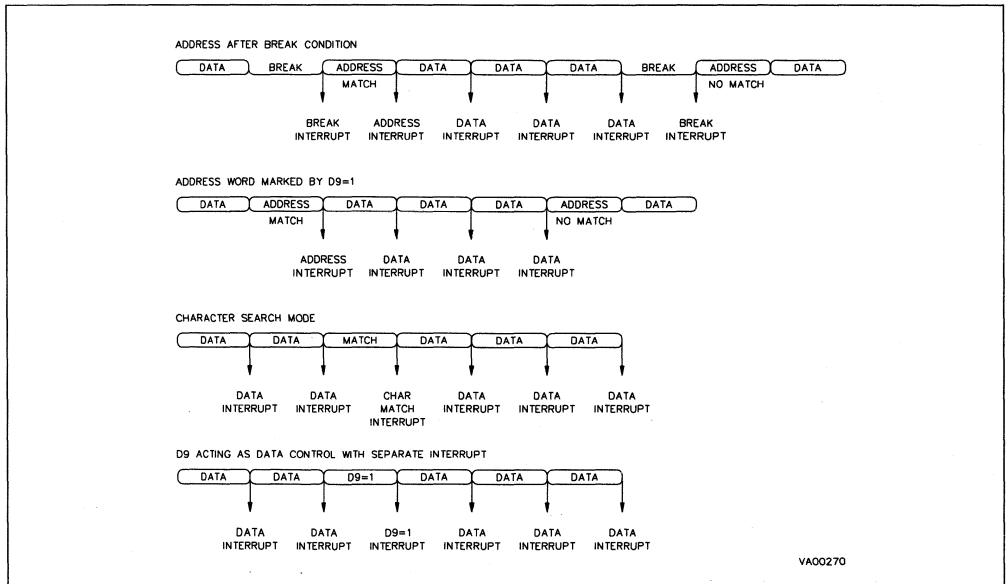 ADDRESS AFTER BREAK CONDITION
DATA BREAK ADDRESS DATA DATA DATA BREAK ADDRESS DATA
MATCH NO MATCH
BREAK ADDRESS DATA DATA DATA BREAK
INTERRUPT INTERRUPT INTERRUPT INTERRUPT INTERRUPT INTERRUPT
ADDRESS WORD MARKED BY D9=1
DATA ADDRESS DATA DATA DATA ADDRESS DATA
MATCH NO MATCH
ADDRESS DATA DATA DATA
INTERRUPT INTERRUPT INTERRUPT INTERRUPT
CHARACTER SEARCH MODE
DATA DATA MATCH DATA DATA DATA
DATA DATA CHAR DATA DATA DATA
INTERRUPT INTERRUPT MATCH INTERRUPT INTERRUPT INTERRUPT
INTERRUPT
D9 ACTING AS DATA CONTROL WITH SEPARATE INTERRUPT
DATA DATA D9=1 DATA DATA DATA
DATA DATA D9=1 DATA DATA DATA
INTERRUPT INTERRUPT INTERRUPT INTERRUPT INTERRUPT INTERRUPT
VA00270